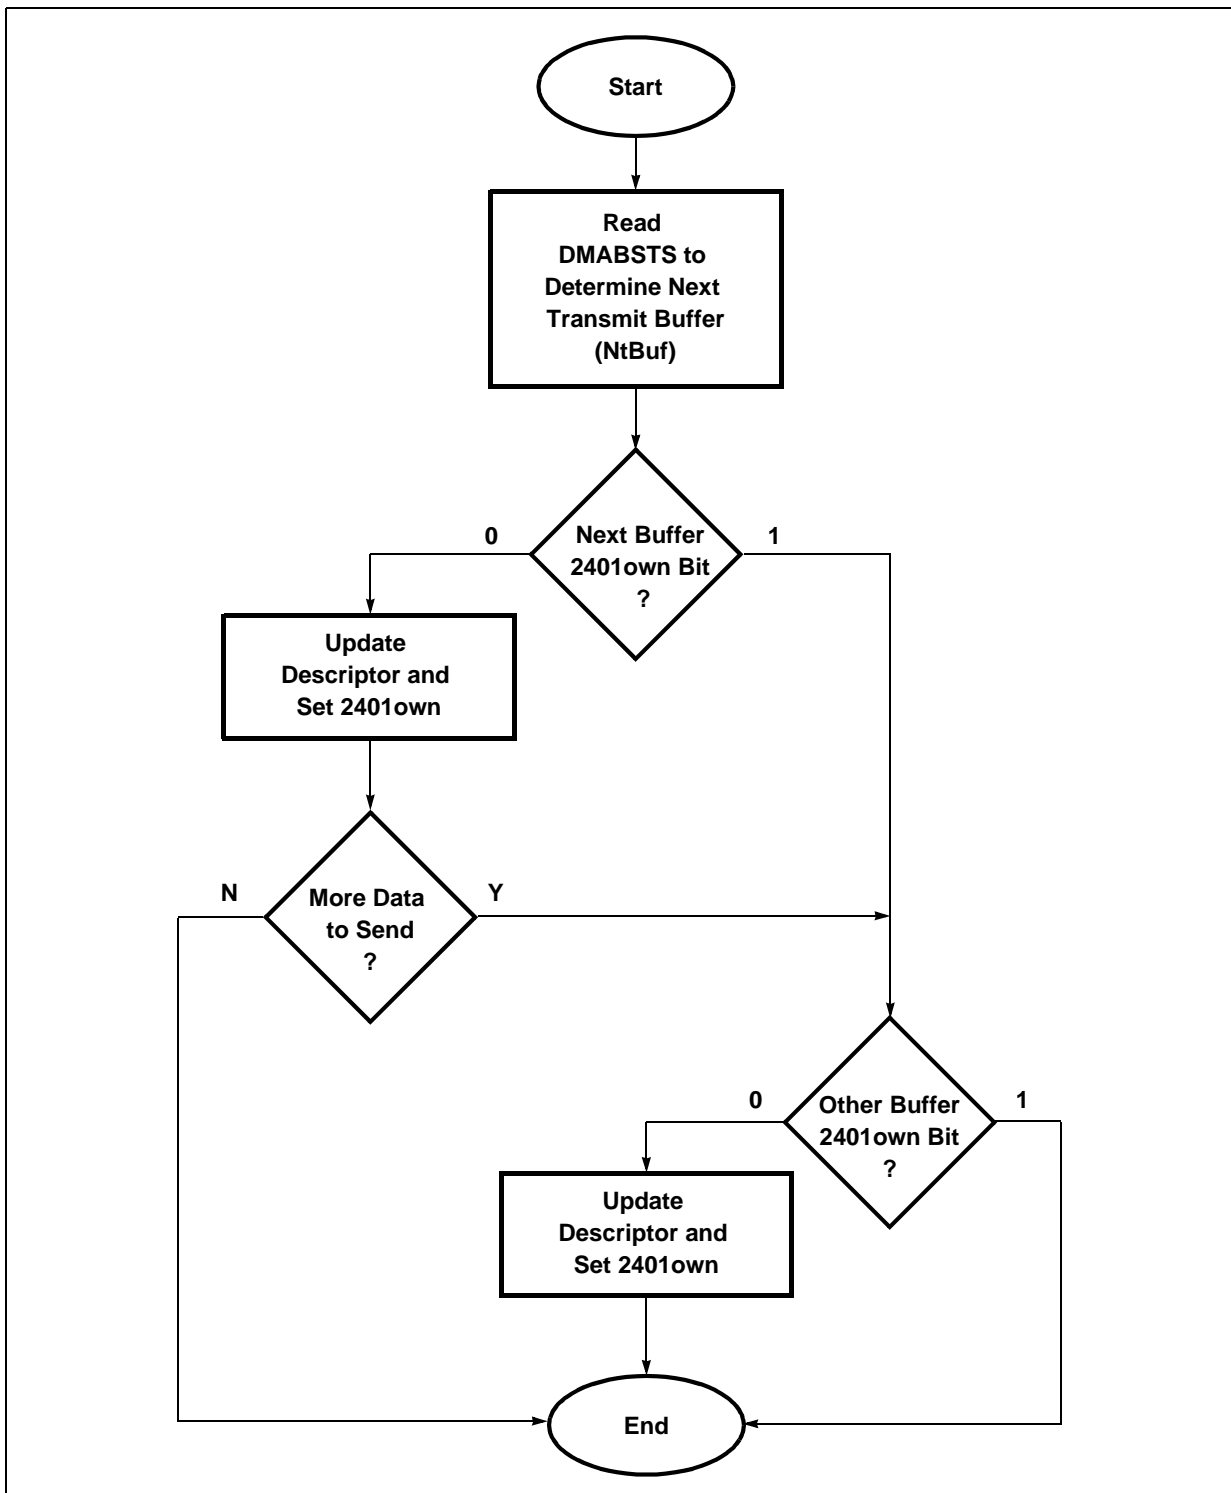 Start
Read
DMABSTS to
Determine Next
Transmit Buffer
(NtBuf)
0
Next Buffer
2401own Bit
?
1
Update
Descriptor and
Set 2401own
N
More Data
to Send
?
Y
0
Other Buffer
2401own Bit
?
1
Update
Descriptor and
Set 2401own
End